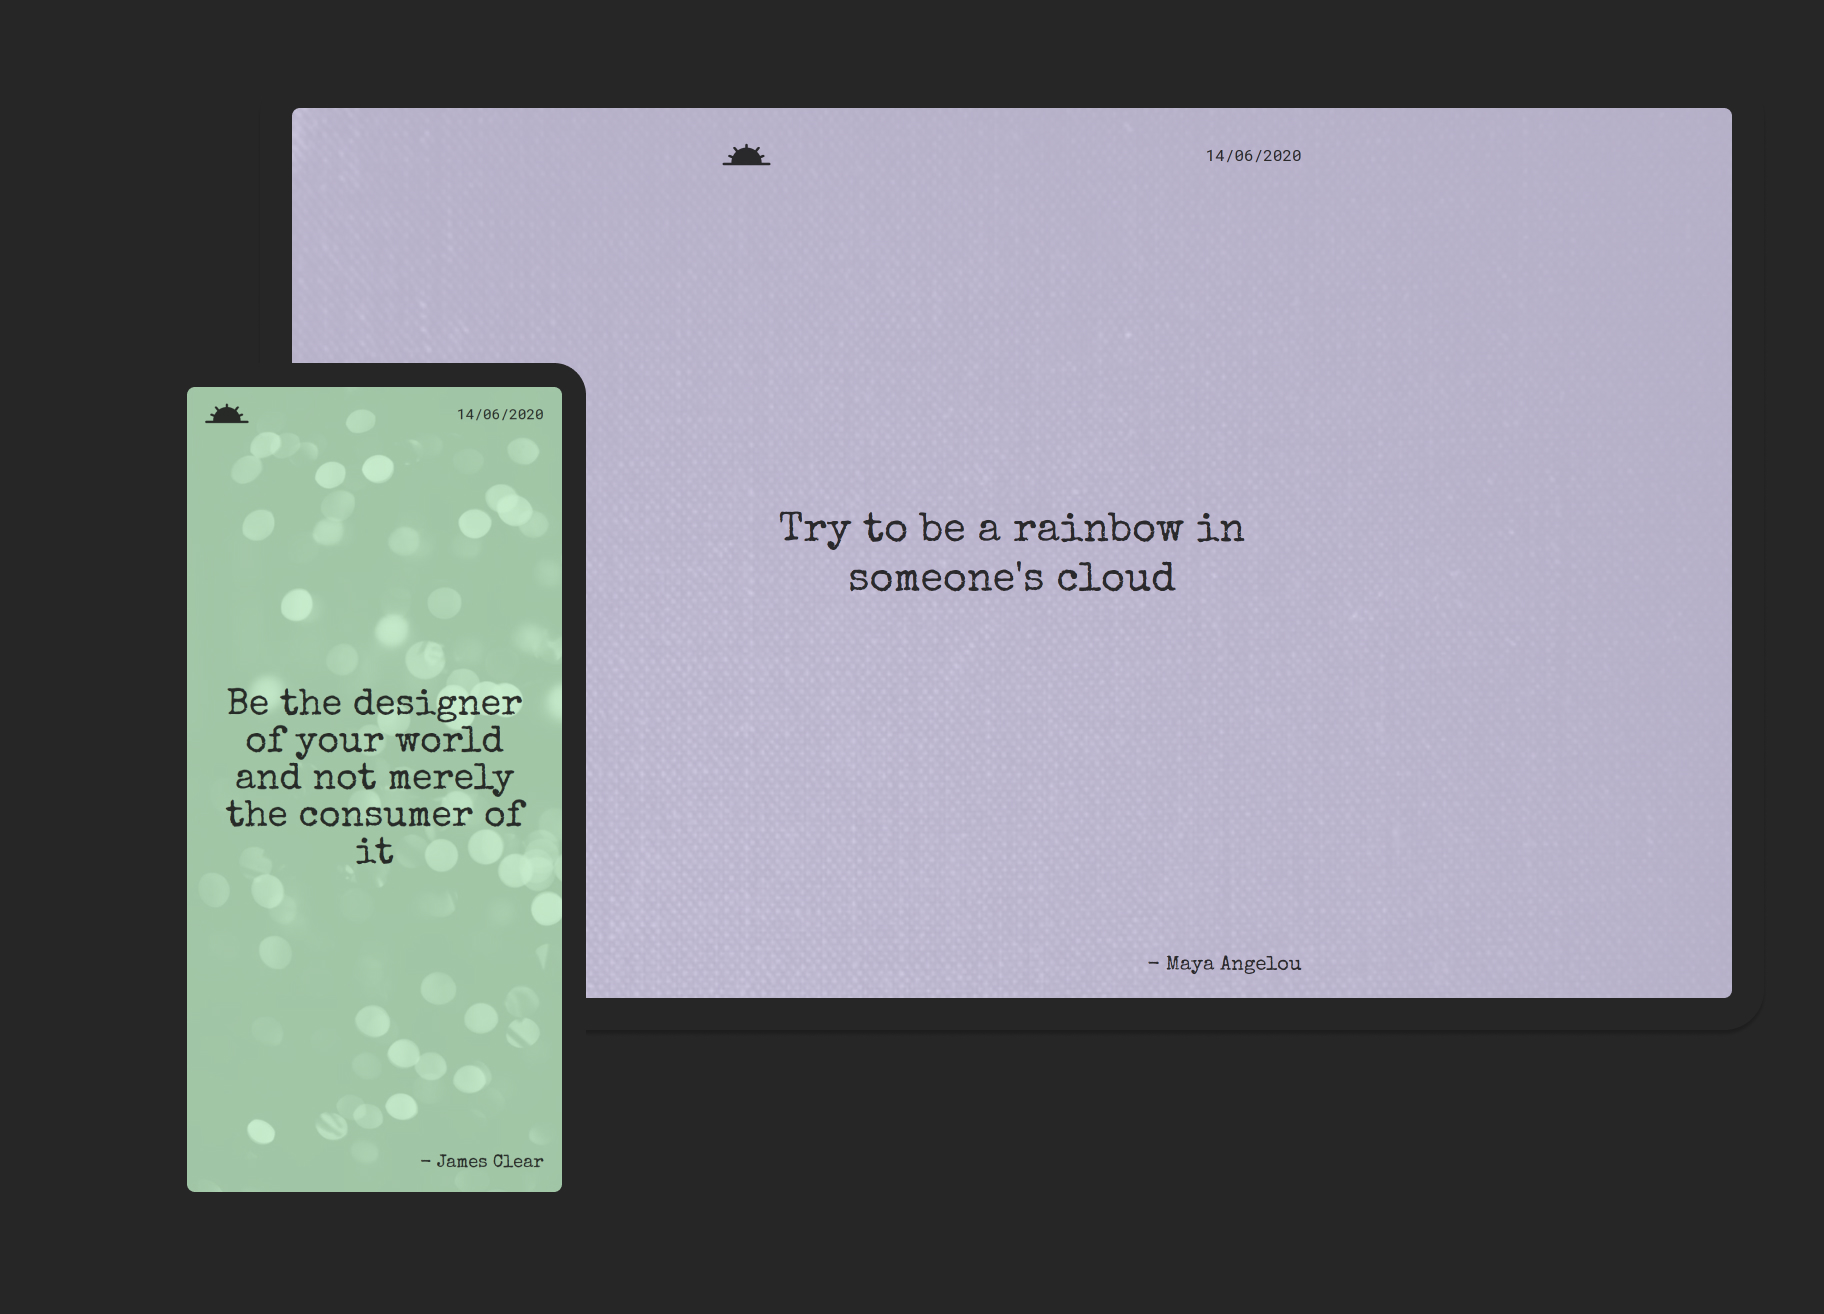 14/06/2020
Try to be a rainbow in
someone's cloud
– Maya Angelou
14/06/2020
Be the designer
of your world
and not merely
the consumer of
it
– James Clear